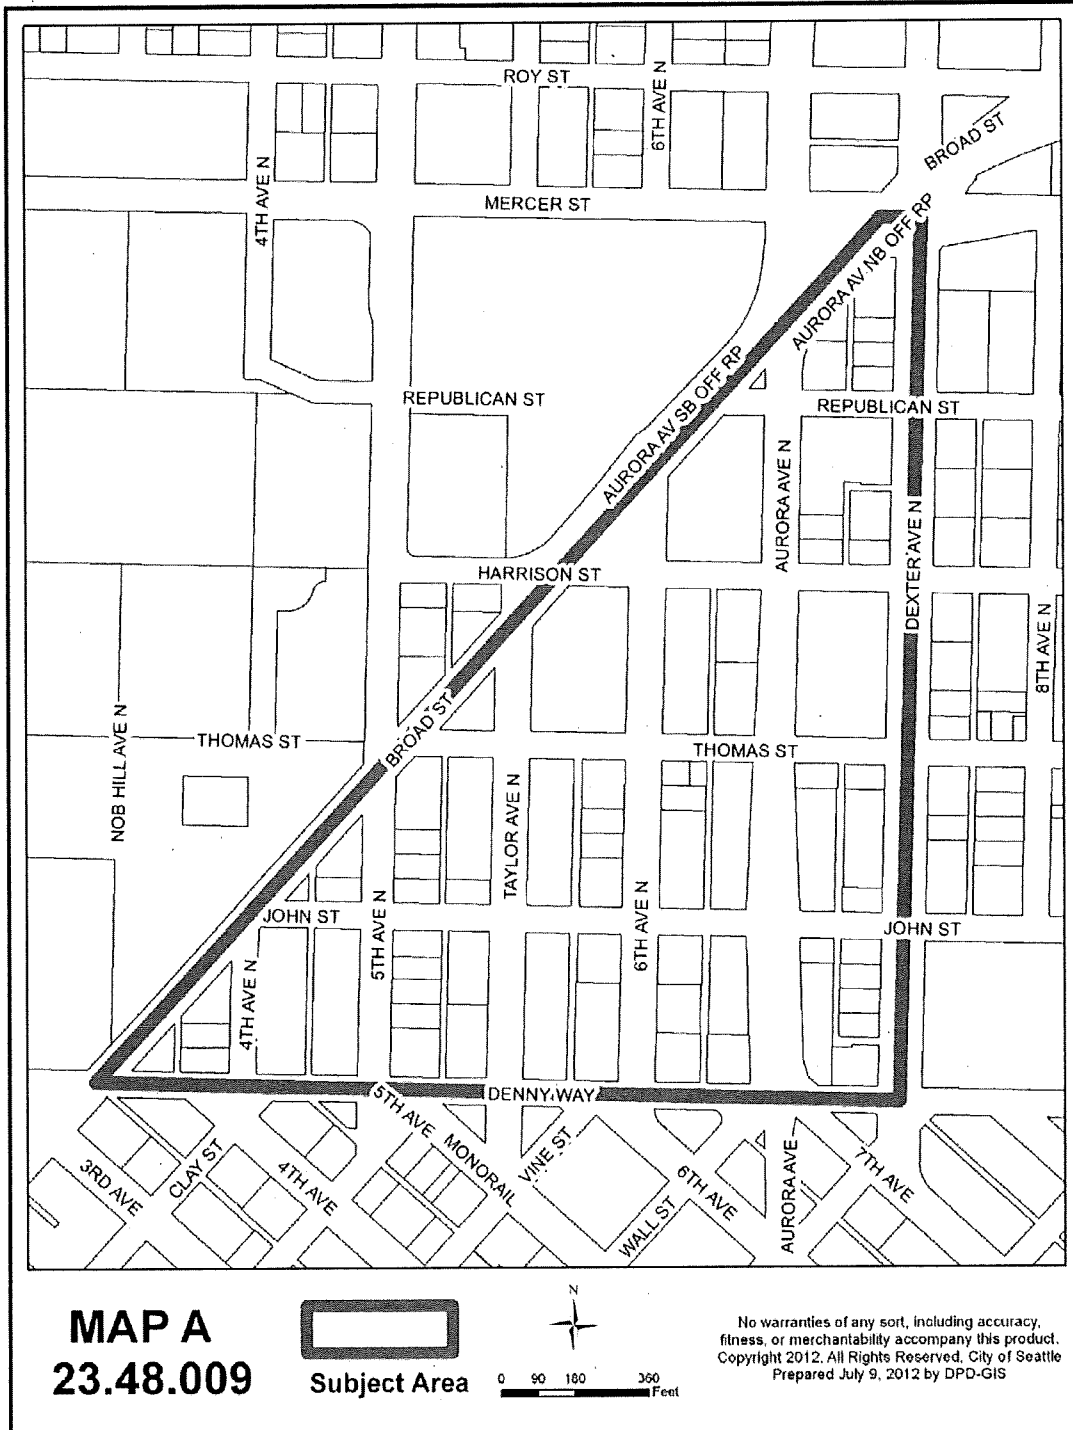 ROY ST
6TH AVE N
BROAD ST
4TH AVE N
MERCER ST
AURORA AV NB OFF RP
AURORA AV SB OFF RP
REPUBLICAN ST
REPUBLICAN ST
AURORA AVE N
DEXTER AVE N
HARRISON ST
8TH AVE N
NOB HILL AVE N
THOMAS ST
BROAD ST
THOMAS ST
TAYLOR AVE N
5TH AVE N
6TH AVE N
JOHN ST
JOHN ST
4TH AVE N
DENNY WAY
5TH AVE
MONORAIL
VINE ST
3RD AVE
CLAY ST
4TH AVE
WALL ST
6TH AVE
AURORA AVE
7TH AVE
MAP A
23.48.009
Subject Area
N
0 90 180 360
Feet
No warranties of any sort, including accuracy,
fitness, or merchantability accompany this product.
Copyright 2012, All Rights Reserved, City of Seattle
Prepared July 9, 2012 by DPD-GIS